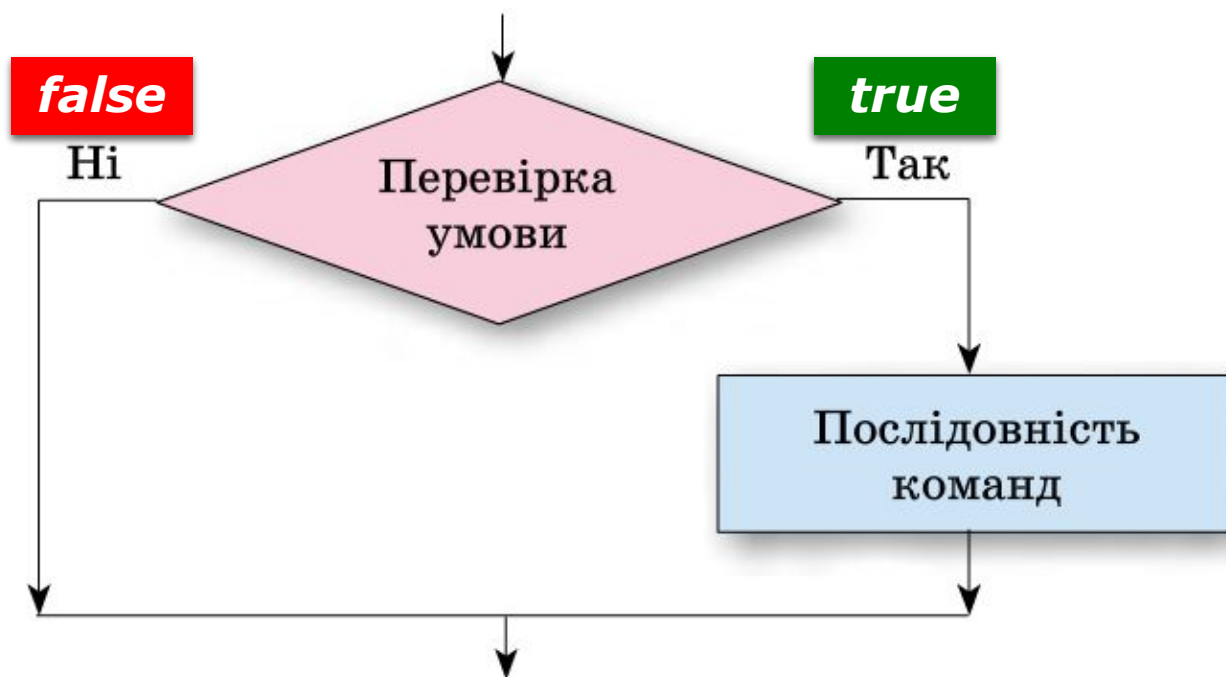 false
true
Ні
Так
Перевірка
умови
Послідовність
команд